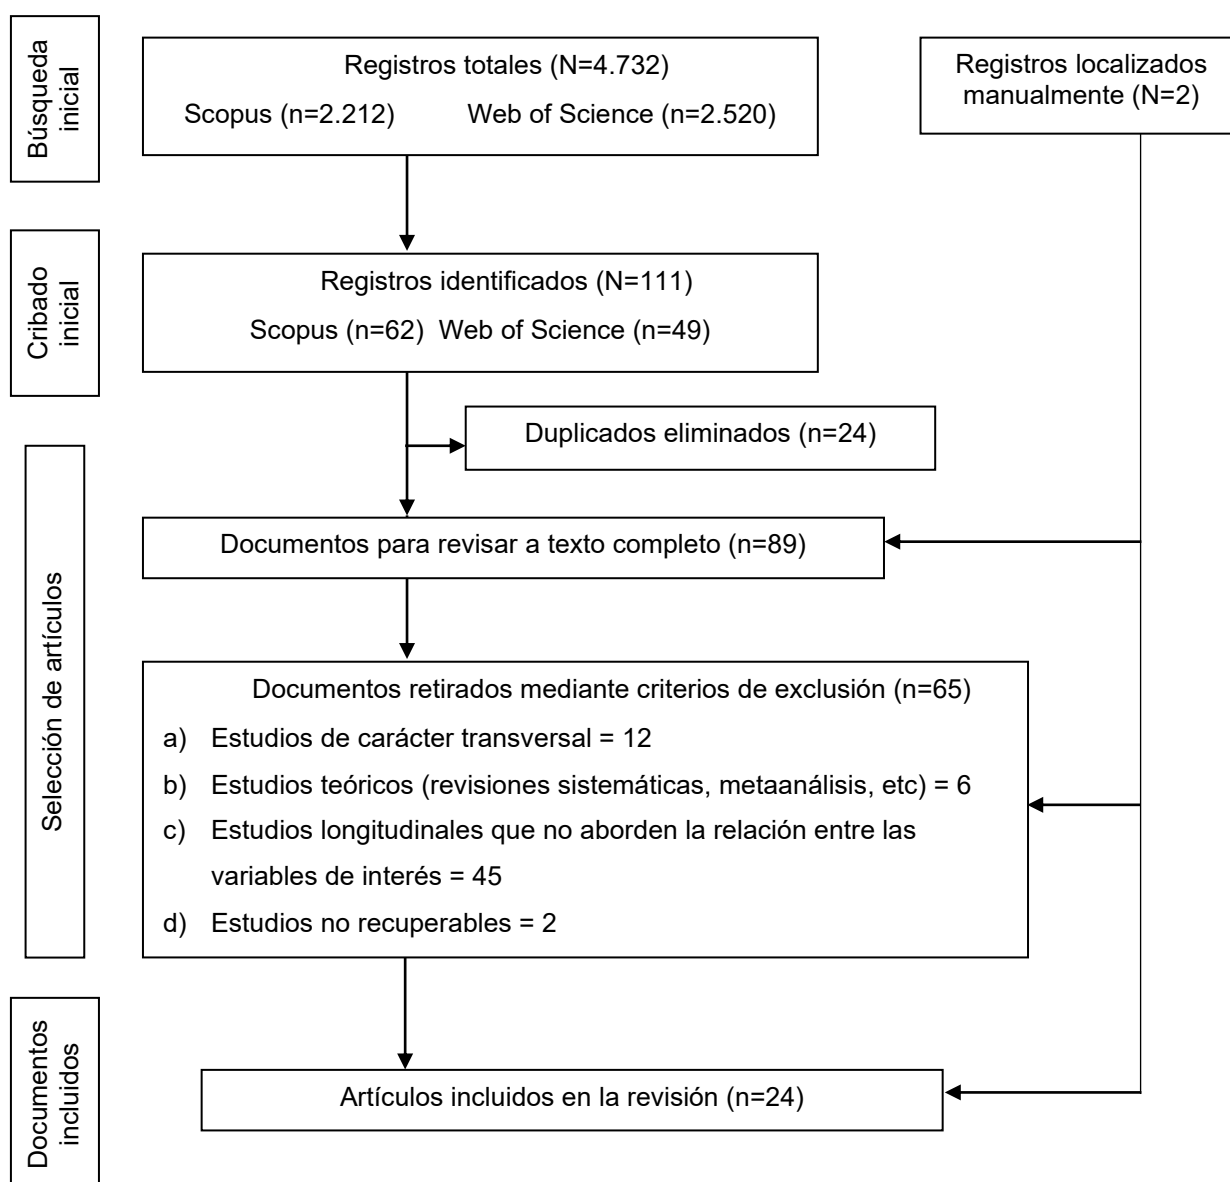 Búsqueda
inicial
Registros totales (N=4.732)
Scopus (n=2.212) Web of Science (n=2.520)
Registros localizados
manualmente (N=2)
Cribado
inicial
Registros identificados (N=111)
Scopus (n=62) Web of Science (n=49)
Duplicados eliminados (n=24)
Selección de artículos
Documentos para revisar a texto completo (n=89)
Documentos retirados mediante criterios de exclusión (n=65)
a) Estudios de carácter transversal = 12
b) Estudios teóricos (revisiones sistemáticas, metaanálisis, etc) = 6
c) Estudios longitudinales que no aborden la relación entre las
variables de interés = 45
d) Estudios no recuperables = 2
Documentos
incluidos
Artículos incluidos en la revisión (n=24)